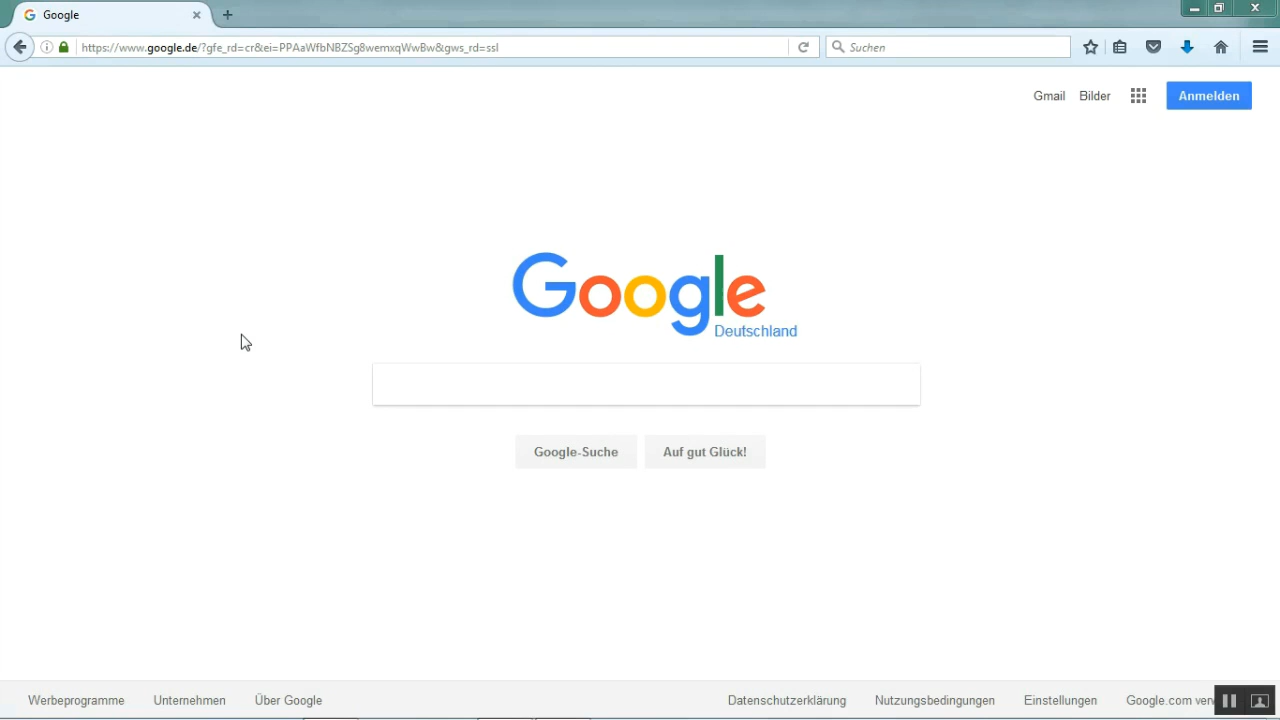 Google
https://www.google.de/?gfe_rd=cr&ei=PPAaWfbNBZSg8wemxqWwBw&gws_rd=ssl
Suchen
Gmail Bilder Anmelden
Google
Deutschland
Google-Suche Auf gut Glück!
Werbeprogramme Unternehmen Über Google Datenschutzerklärung Nutzungsbedingungen Einstellungen Google.com